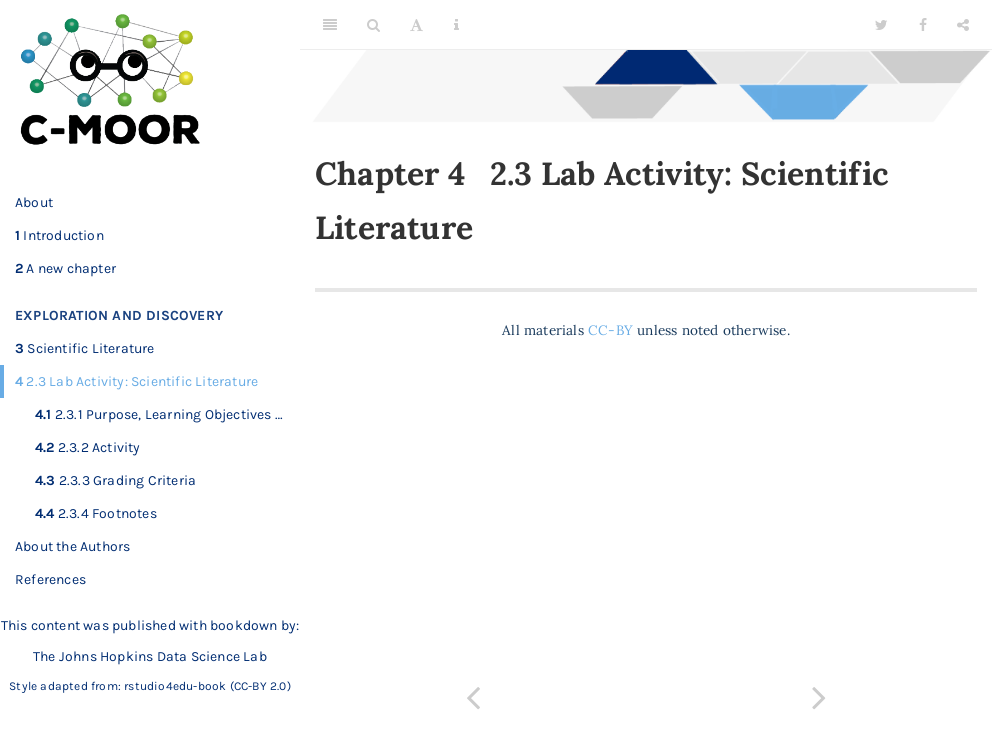 C-MOOR
About
1 Introduction
2 A new chapter
EXPLORATION AND DISCOVERY
3 Scientific Literature
4 2.3 Lab Activity: Scientific Literature
4.1 2.3.1 Purpose, Learning Objectives ...
4.2 2.3.2 Activity
4.3 2.3.3 Grading Criteria
4.4 2.3.4 Footnotes
About the Authors
References
This content was published with bookdown by:
The Johns Hopkins Data Science Lab
Style adapted from: rstudio4edu-book (CC-BY 2.0)
Chapter 4 2.3 Lab Activity: Scientific
Literature
All materials CC-BY unless noted otherwise.